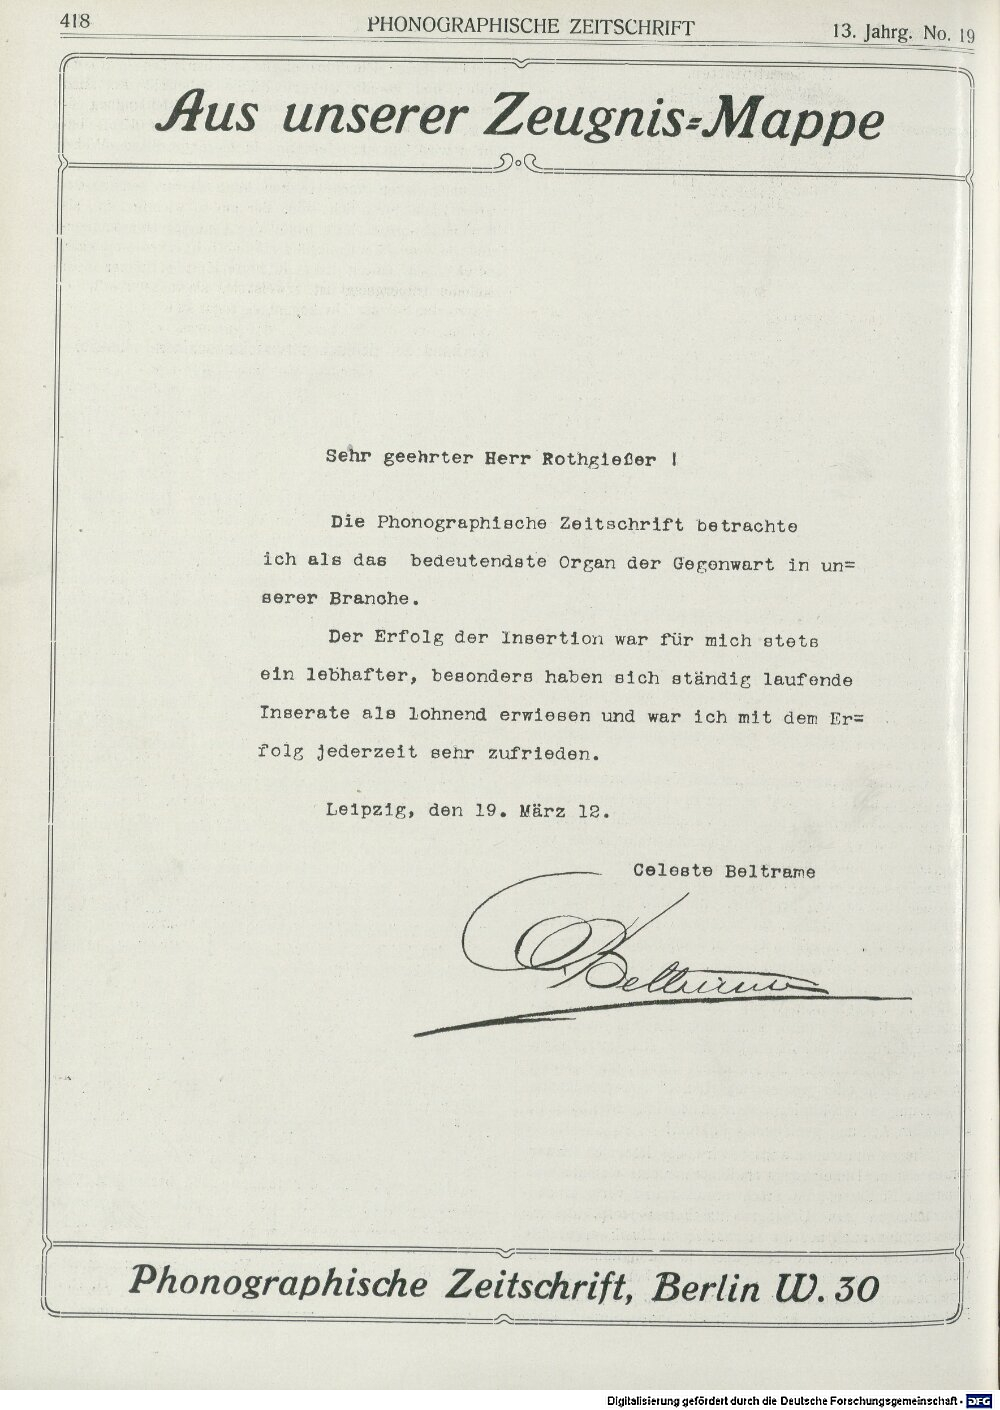 418
PHONOGRAPHISCHE ZEITSCHRIFT
13. Jahrg. No. 19
Aus unserer Zeugnis=Mappe
Sehr geehrter Herr Rothgießer !
Die Phonographische Zeitschrift betrachte
ich als das bedeutendste Organ der Gegenwart in un=
serer Branche.
Der Erfolg der Insertion war für mich stets
ein lebhafter, besonders haben sich ständig laufende
Inserate als lohnend erwiesen und war ich mit dem Er=
folg jederzeit sehr zufrieden.
Leipzig, den 19. März 12.
Celeste Beltrame
CBeltrame
Phonographische Zeitschrift, Berlin W. 30
Digitalisierung gefördert durch die Deutsche Forschungsgemeinschaft · DFG